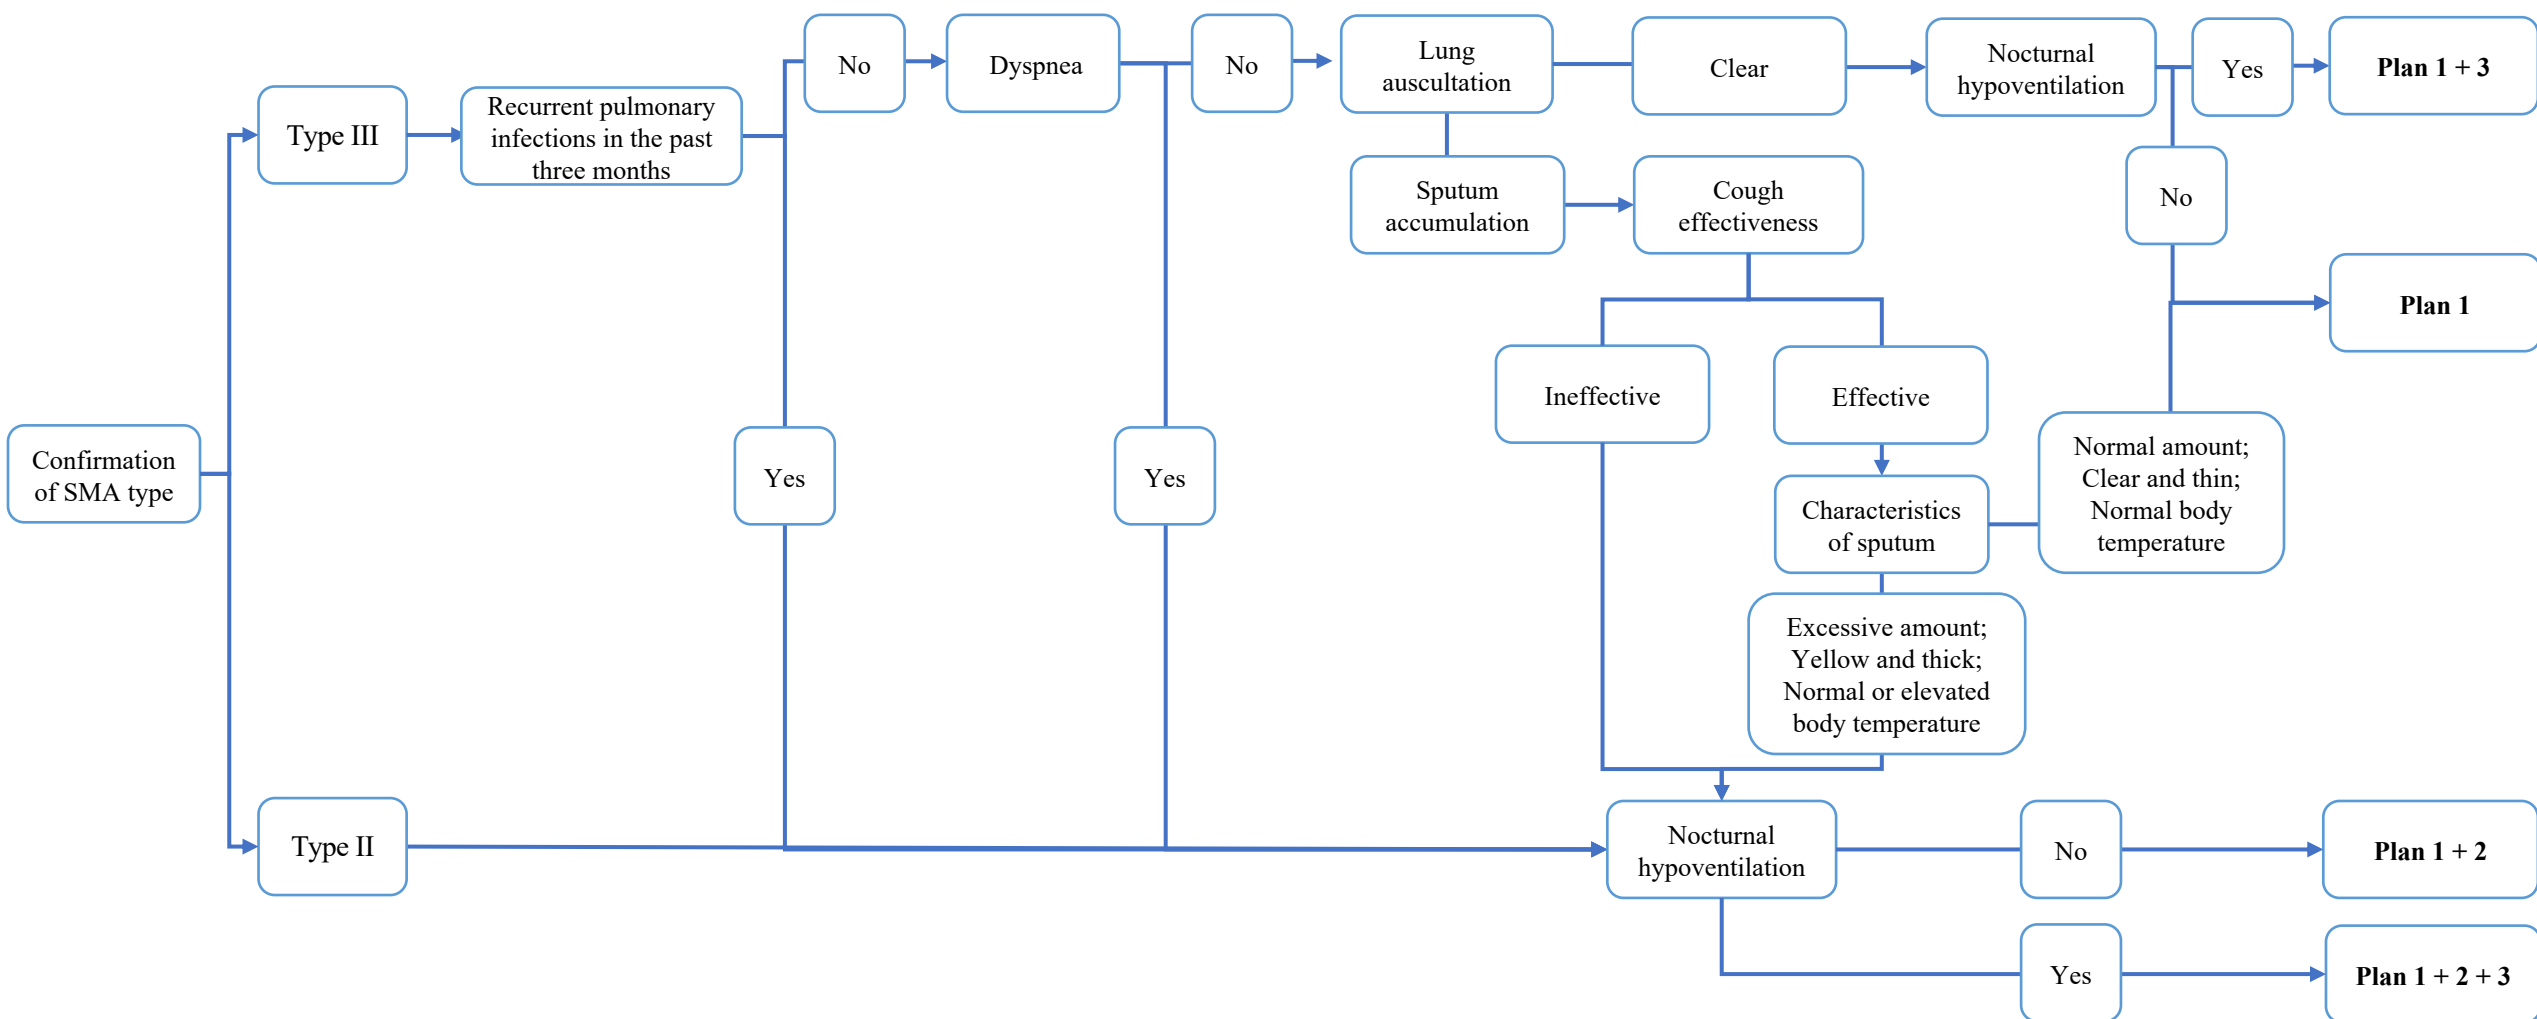 Confirmation
of SMA type
Type III
Recurrent pulmonary
infections in the past
three months
No
Dyspnea
No
Lung
auscultation
Clear
Nocturnal
hypoventilation
Yes
Plan 1 + 3
Sputum
accumulation
Cough
effectiveness
No
Plan 1
Ineffective
Effective
Yes
Yes
Characteristics
of sputum
Normal amount;
Clear and thin;
Normal body
temperature
Excessive amount;
Yellow and thick;
Normal or elevated
body temperature
Type II
Nocturnal
hypoventilation
No
Plan 1 + 2
Yes
Plan 1 + 2 + 3